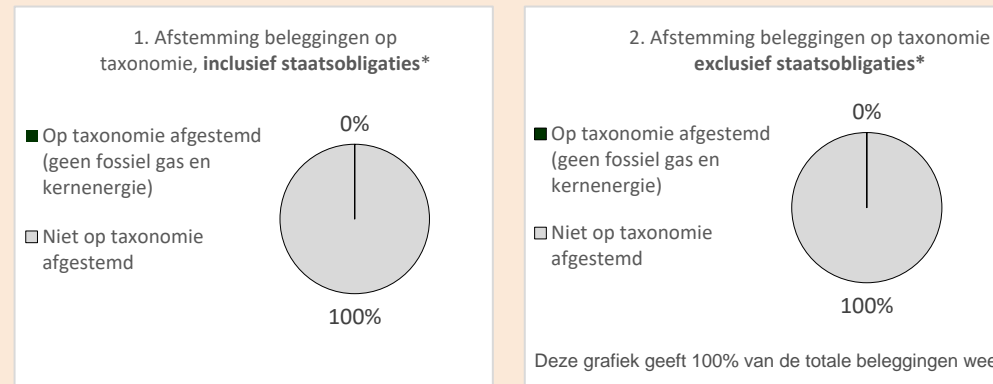 1. Afstemming beleggingen op
taxonomie, inclusief staatsobligaties*
Op taxonomie afgestemd
(geen fossiel gas en
kernenergie)
Niet op taxonomie
afgestemd
0%
100%
2. Afstemming beleggingen op taxonomie
exclusief staatsobligaties*
Op taxonomie afgestemd
(geen fossiel gas en
kernenergie)
Niet op taxonomie
afgestemd
0%
100%
Deze grafiek geeft 100% van de totale beleggingen